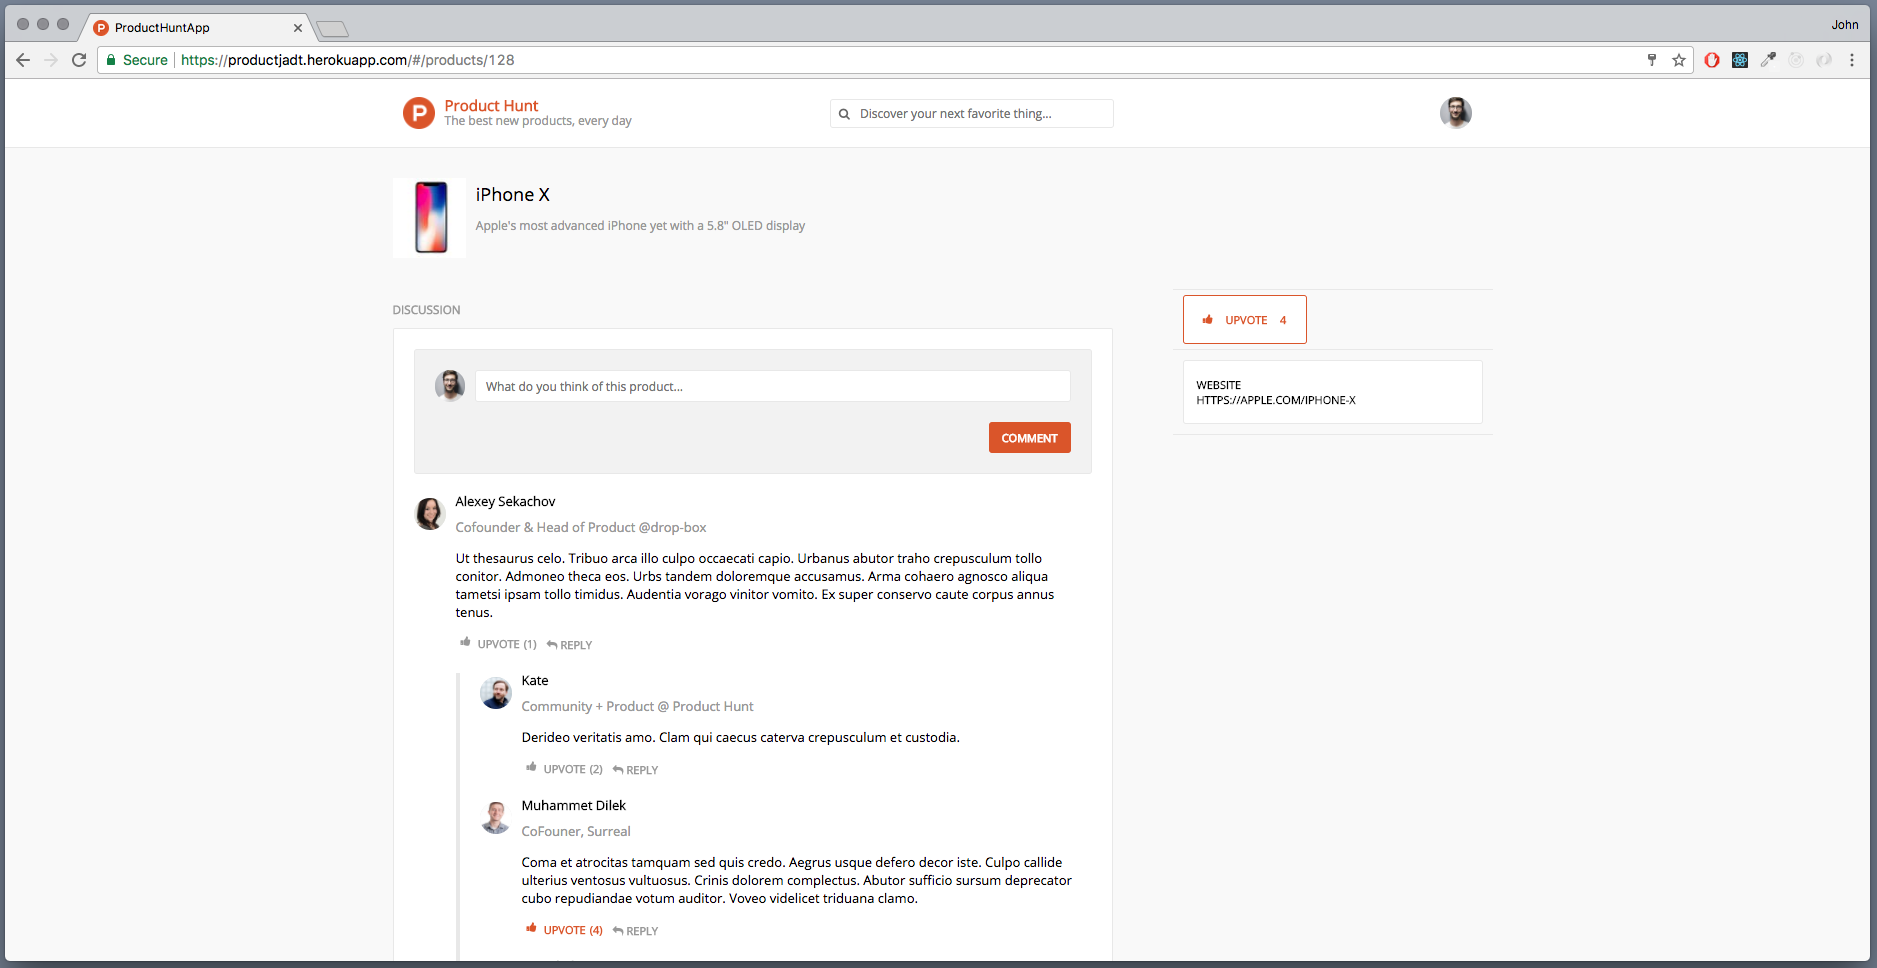 ProductHuntApp
John
Secure
https://productjadt.herokuapp.com/#/products/128
P
Product Hunt
The best new products, every day
Discover your next favorite thing...
iPhone X
Apple's most advanced iPhone yet with a 5.8" OLED display
DISCUSSION
UPVOTE 4
What do you think of this product...
WEBSITE
HTTPS://APPLE.COM/IPHONE-X
COMMENT
Alexey Sekachov
Cofounder & Head of Product @drop-box
Ut thesaurus celo. Tribuo arca illo culpo occaecati capio. Urbanus abutor traho crepusculum tollo
conitor. Admoneo theca eos. Urbs tandem doloremque accusamus. Arma cohaero agnosco aliqua
tametsi ipsam tollo timidus. Audentia vorago vinitor vomito. Ex super conservo caute corpus annus
tenus.
UPVOTE (1) REPLY
Kate
Community + Product @ Product Hunt
Derideo veritatis amo. Clam qui caecus caterva crepusculum et custodia.
UPVOTE (2) REPLY
Muhammet Dilek
CoFouner, Surreal
Coma et atrocitas tamquam sed quis credo. Aegrus usque defero decor iste. Culpo callide
ulterius ventosus vultuosus. Crinis dolorem complectus. Abutor sufficio sursum deprecator
cubo repudiandae votum auditor. Voveo videlicet triduana clamo.
UPVOTE (4) REPLY